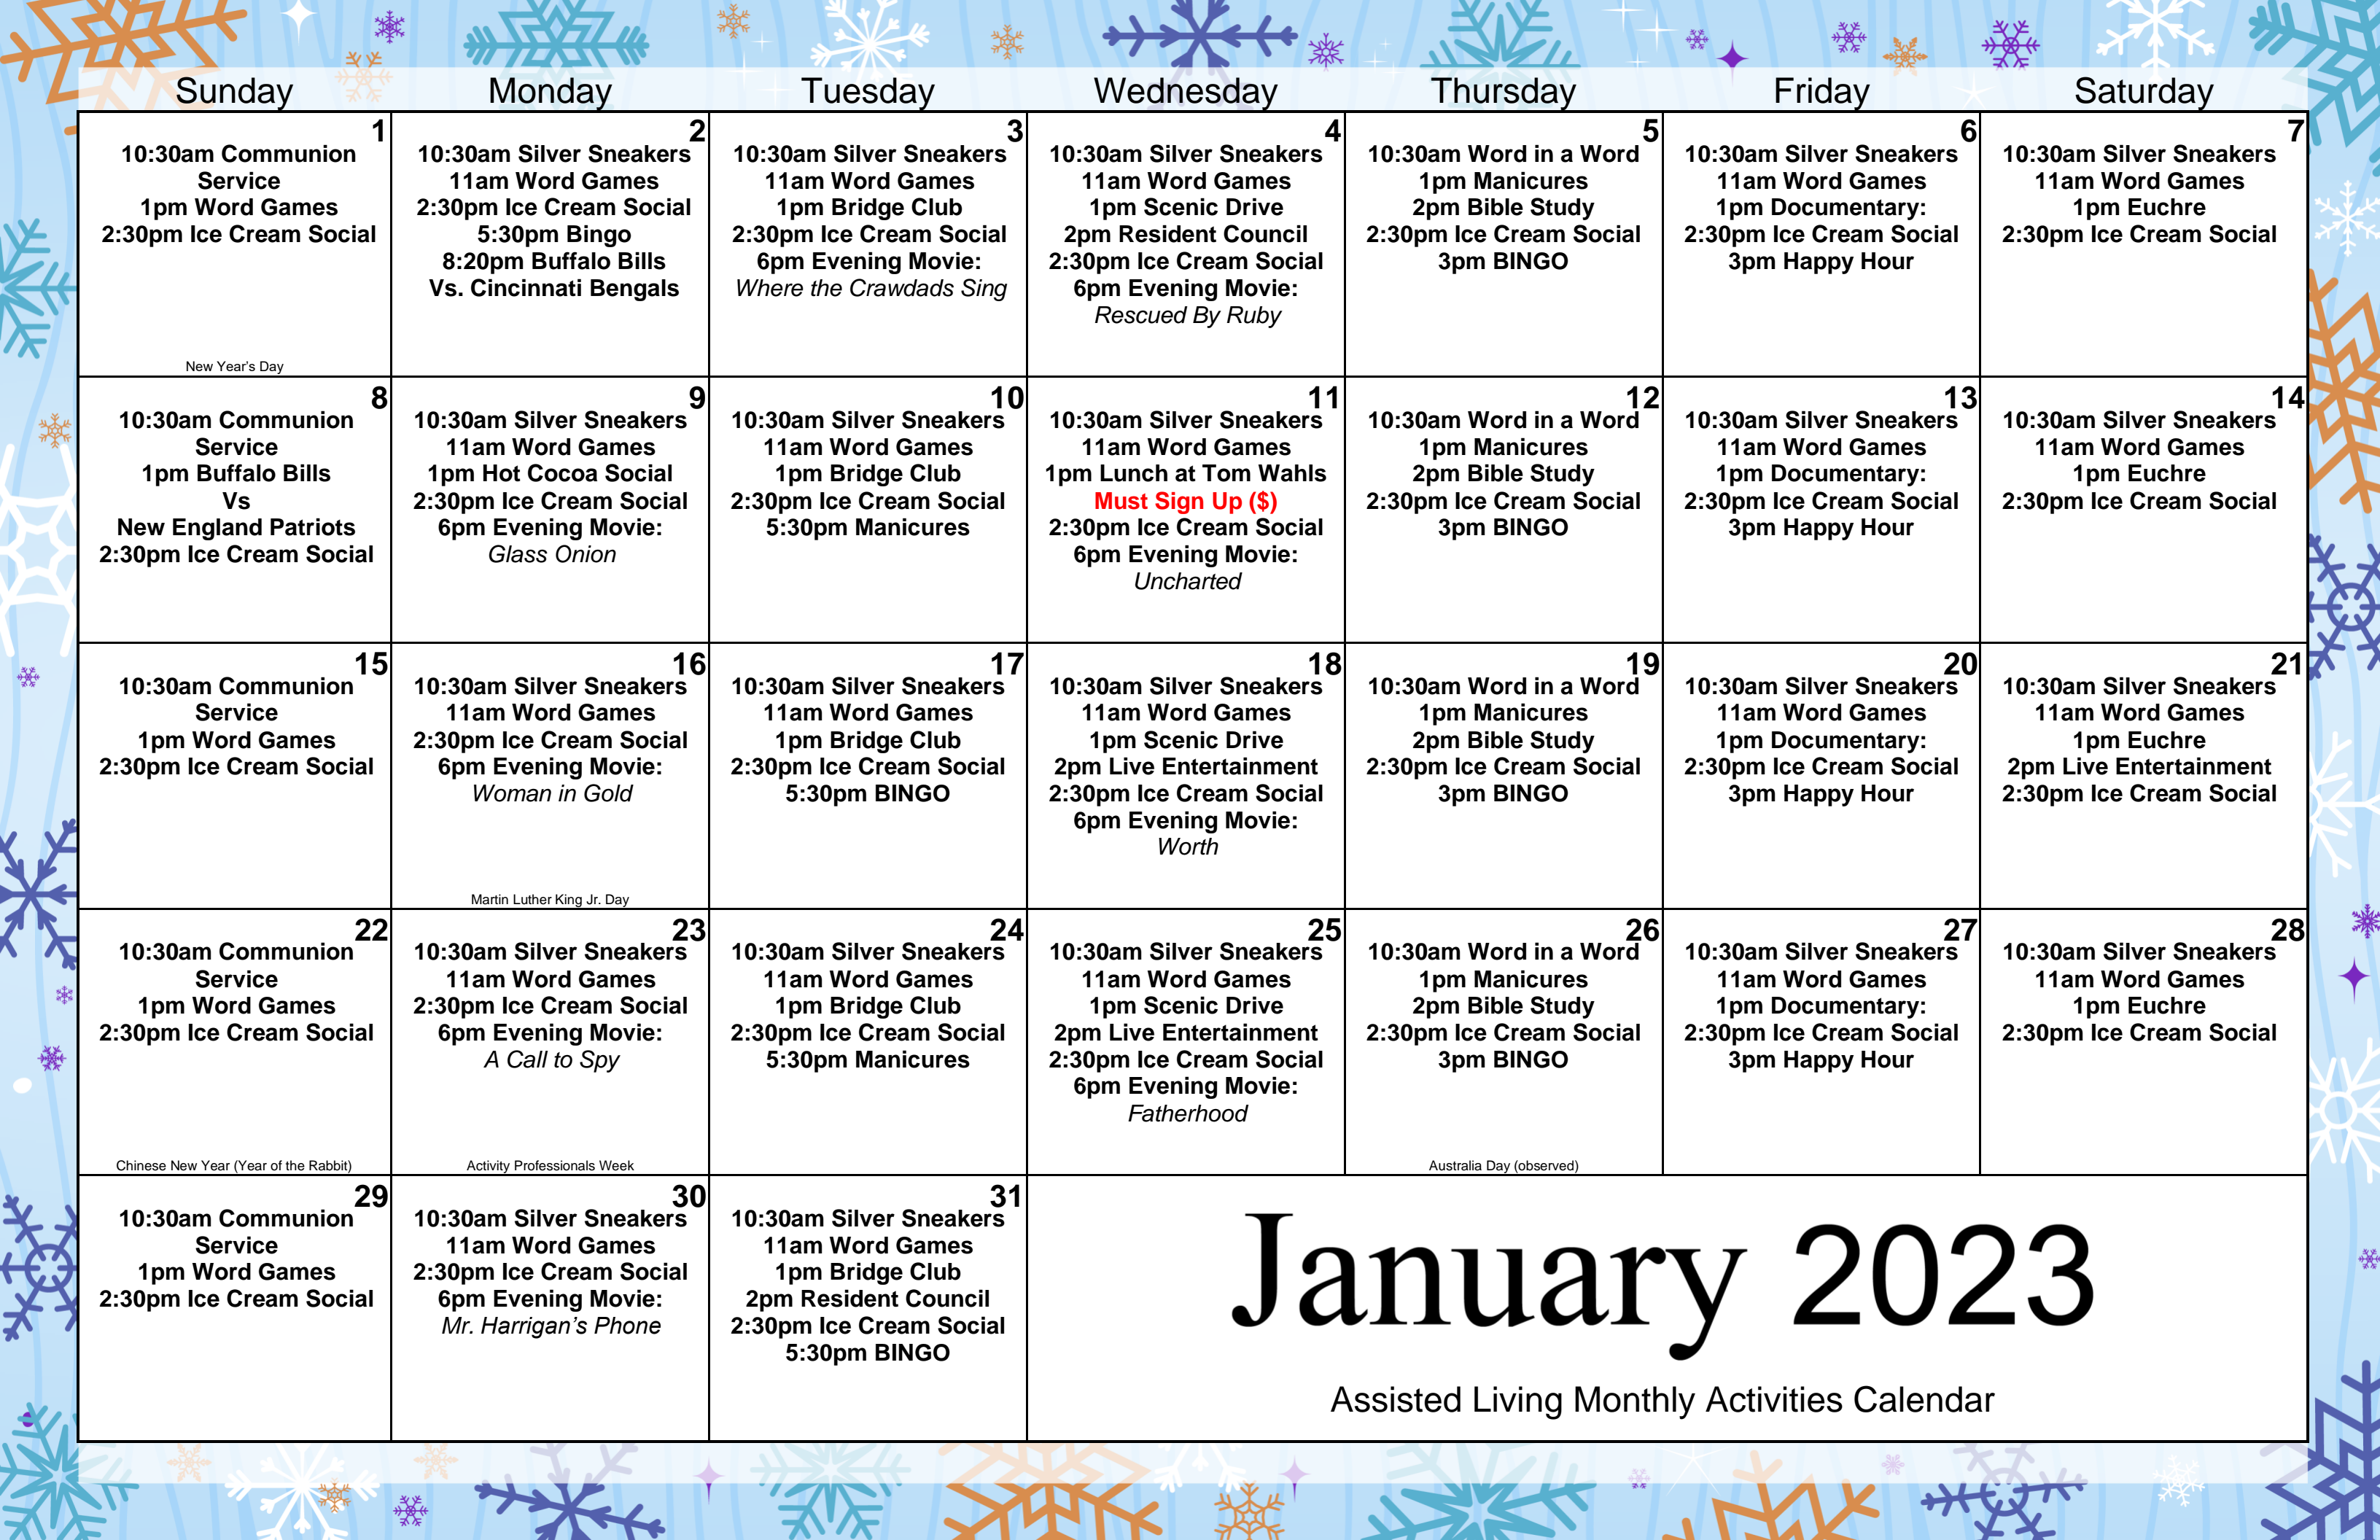 Sunday Monday Tuesday Wednesday Thursday Friday Saturday
1
10:30am Communion
Service
1pm Word Games
2:30pm Ice Cream Social
New Year's Day
2
10:30am Silver Sneakers
11am Word Games
2:30pm Ice Cream Social
5:30pm Bingo
8:20pm Buffalo Bills
Vs. Cincinnati Bengals
3
10:30am Silver Sneakers
11am Word Games
1pm Bridge Club
2:30pm Ice Cream Social
6pm Evening Movie:
Where the Crawdads Sing
4
10:30am Silver Sneakers
11am Word Games
1pm Scenic Drive
2pm Resident Council
2:30pm Ice Cream Social
6pm Evening Movie:
Rescued By Ruby
5
10:30am Word in a Word
1pm Manicures
2pm Bible Study
2:30pm Ice Cream Social
3pm BINGO
6
10:30am Silver Sneakers
11am Word Games
1pm Documentary:
2:30pm Ice Cream Social
3pm Happy Hour
7
10:30am Silver Sneakers
11am Word Games
1pm Euchre
2:30pm Ice Cream Social
8
10:30am Communion
Service
1pm Buffalo Bills
Vs
New England Patriots
2:30pm Ice Cream Social
9
10:30am Silver Sneakers
11am Word Games
1pm Hot Cocoa Social
2:30pm Ice Cream Social
6pm Evening Movie:
Glass Onion
10
10:30am Silver Sneakers
11am Word Games
1pm Bridge Club
2:30pm Ice Cream Social
5:30pm Manicures
11
10:30am Silver Sneakers
11am Word Games
1pm Lunch at Tom Wahls
Must Sign Up ($)
2:30pm Ice Cream Social
6pm Evening Movie:
Uncharted
12
10:30am Word in a Word
1pm Manicures
2pm Bible Study
2:30pm Ice Cream Social
3pm BINGO
13
10:30am Silver Sneakers
11am Word Games
1pm Documentary:
2:30pm Ice Cream Social
3pm Happy Hour
14
10:30am Silver Sneakers
11am Word Games
1pm Euchre
2:30pm Ice Cream Social
15
10:30am Communion
Service
1pm Word Games
2:30pm Ice Cream Social
16
10:30am Silver Sneakers
11am Word Games
2:30pm Ice Cream Social
6pm Evening Movie:
Woman in Gold
Martin Luther King Jr. Day
17
10:30am Silver Sneakers
11am Word Games
1pm Bridge Club
2:30pm Ice Cream Social
5:30pm BINGO
18
10:30am Silver Sneakers
11am Word Games
1pm Scenic Drive
2pm Live Entertainment
2:30pm Ice Cream Social
6pm Evening Movie:
Worth
19
10:30am Word in a Word
1pm Manicures
2pm Bible Study
2:30pm Ice Cream Social
3pm BINGO
20
10:30am Silver Sneakers
11am Word Games
1pm Documentary:
2:30pm Ice Cream Social
3pm Happy Hour
21
10:30am Silver Sneakers
11am Word Games
1pm Euchre
2pm Live Entertainment
2:30pm Ice Cream Social
22
10:30am Communion
Service
1pm Word Games
2:30pm Ice Cream Social
Chinese New Year (Year of the Rabbit)
23
10:30am Silver Sneakers
11am Word Games
2:30pm Ice Cream Social
6pm Evening Movie:
A Call to Spy
Activity Professionals Week
24
10:30am Silver Sneakers
11am Word Games
1pm Bridge Club
2:30pm Ice Cream Social
5:30pm Manicures
25
10:30am Silver Sneakers
11am Word Games
1pm Scenic Drive
2pm Live Entertainment
2:30pm Ice Cream Social
6pm Evening Movie:
Fatherhood
26
10:30am Word in a Word
1pm Manicures
2pm Bible Study
2:30pm Ice Cream Social
3pm BINGO
Australia Day (observed)
27
10:30am Silver Sneakers
11am Word Games
1pm Documentary:
2:30pm Ice Cream Social
3pm Happy Hour
28
10:30am Silver Sneakers
11am Word Games
1pm Euchre
2:30pm Ice Cream Social
29
10:30am Communion
Service
1pm Word Games
2:30pm Ice Cream Social
30
10:30am Silver Sneakers
11am Word Games
2:30pm Ice Cream Social
6pm Evening Movie:
Mr. Harrigan's Phone
31
10:30am Silver Sneakers
11am Word Games
1pm Bridge Club
2pm Resident Council
2:30pm Ice Cream Social
5:30pm BINGO
January 2023
Assisted Living Monthly Activities Calendar